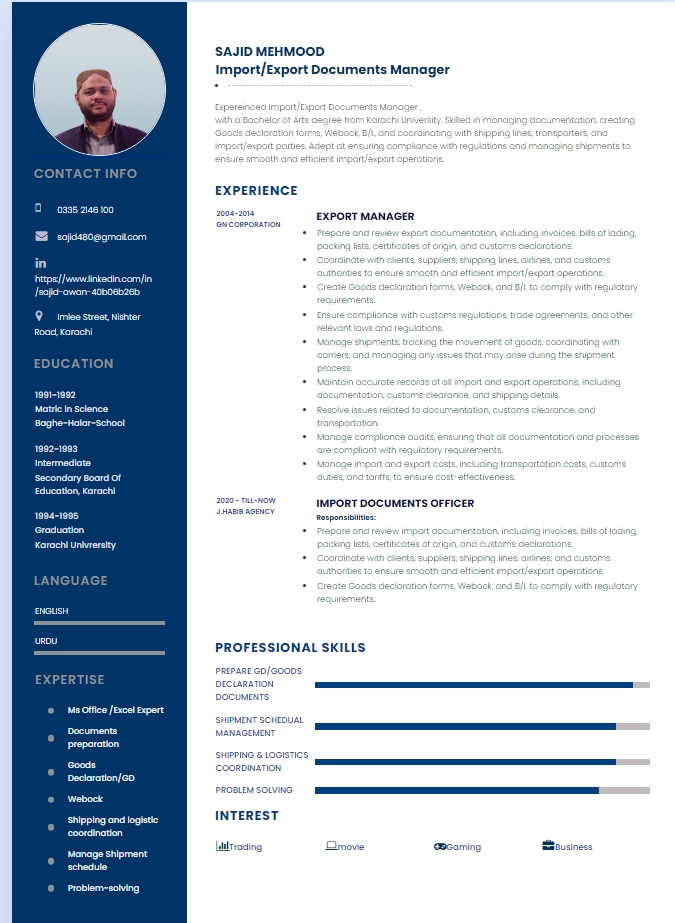 SAJID MEHMOOD
Import/Export Documents Manager
Expereinced Import/Export Documents Manager ,
with a Bachelor of Arts degree from Karachi University. Skilled in managing documentation, creating
Goods declaration forms, Webock, B/L, and coordinating with shipping lines, transporters, and
import/export parties. Adept at ensuring compliance with regulations and managing shipments to
ensure smooth and efficient import/export operations.
CONTACT INFO
0335 2146 100
sajid480@gmail.com
https://www.linkedin.com/in
/sajid-awan-40b06b26b
Imlee Street, Nishter
Road, Karachi
EDUCATION
1991-1992
Matric in Science
Baghe-Halar-School
1992-1993
Intermediate
Secondary Board Of
Education, Karachi
1994-1995
Graduation
Karachi Univrersity
LANGUAGE
ENGLISH
URDU
EXPERTISE
Ms Office /Excel Expert
Documents
preparation
Goods
Declaration/GD
Webock
Shipping and logistic
coordination
Manage Shipment
schedule
Problem-solving
EXPERIENCE
2004-2014
GN CORPORATION
EXPORT MANAGER
Prepare and review export documentation, including invoices, bills of lading,
packing lists, certificates of origin, and customs declarations.
Coordinate with clients, suppliers, shipping lines, airlines, and customs
authorities to ensure smooth and efficient import/export operations.
Create Goods declaration forms, Webock, and B/L to comply with regulatory
requirements.
Ensure compliance with customs regulations, trade agreements, and other
relevant laws and regulations.
Manage shipments, tracking the movement of goods, coordinating with
carriers, and managing any issues that may arise during the shipment
process.
Maintain accurate records of all import and export operations, including
documentation, customs clearance, and shipping details.
Resolve issues related to documentation, customs clearance, and
transportation.
Manage compliance audits, ensuring that all documentation and processes
are compliant with regulatory requirements.
Manage import and export costs, including transportation costs, customs
duties, and tariffs, to ensure cost-effectiveness.
2020 - TILL-NOW
J.HABIB AGENCY
IMPORT DOCUMENTS OFFICER
Responsibilities:
Prepare and review import documentation, including invoices, bills of lading,
packing lists, certificates of origin, and customs declarations.
Coordinate with clients, suppliers, shipping lines, airlines, and customs
authorities to ensure smooth and efficient import/export operations.
Create Goods declaration forms, Webock, and B/L to comply with regulatory
requirements.
PROFESSIONAL SKILLS
PREPARE GD/GOODS
DECLARATION
DOCUMENTS
SHIPMENT SCHEDUAL
MANAGEMENT
SHIPPING & LOGISTICS
COORDINATION
PROBLEM SOLVING
INTEREST
Trading
movie
Gaming
Business